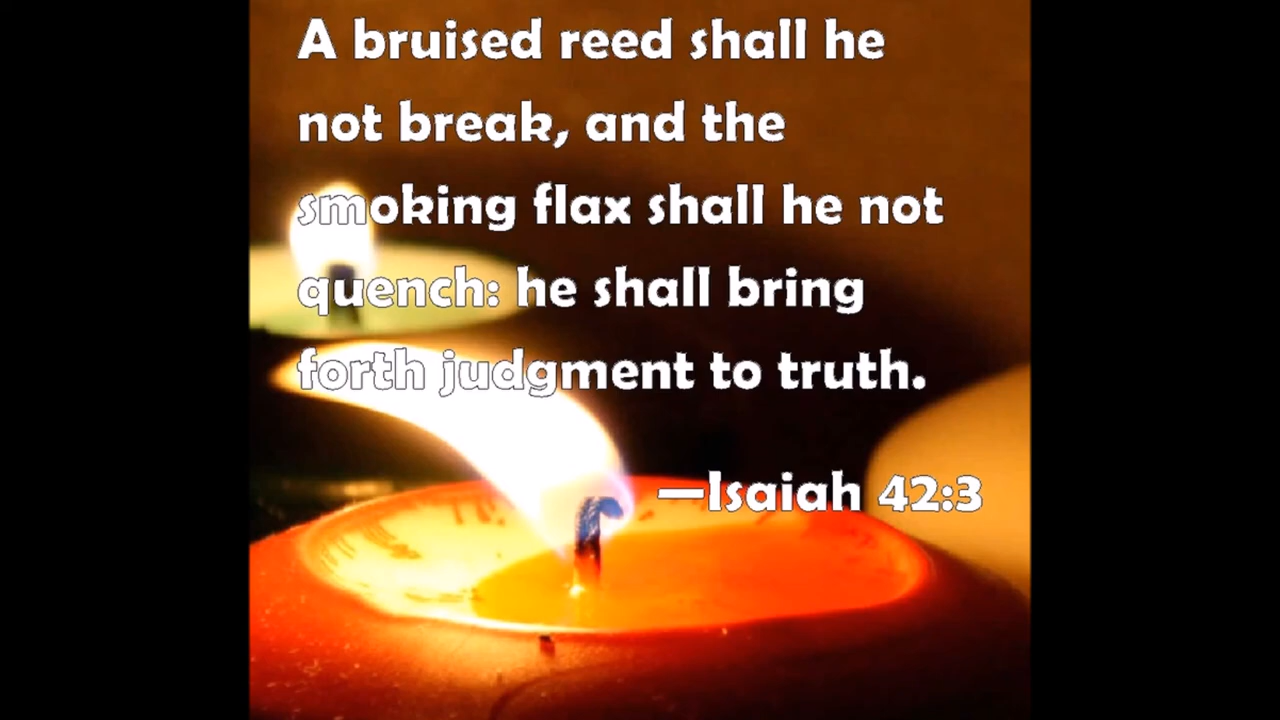 A bruised reed shall he
not break, and the
smoking flax shall he not
quench: he shall bring
forth judgment to truth.
—Isaiah 42:3